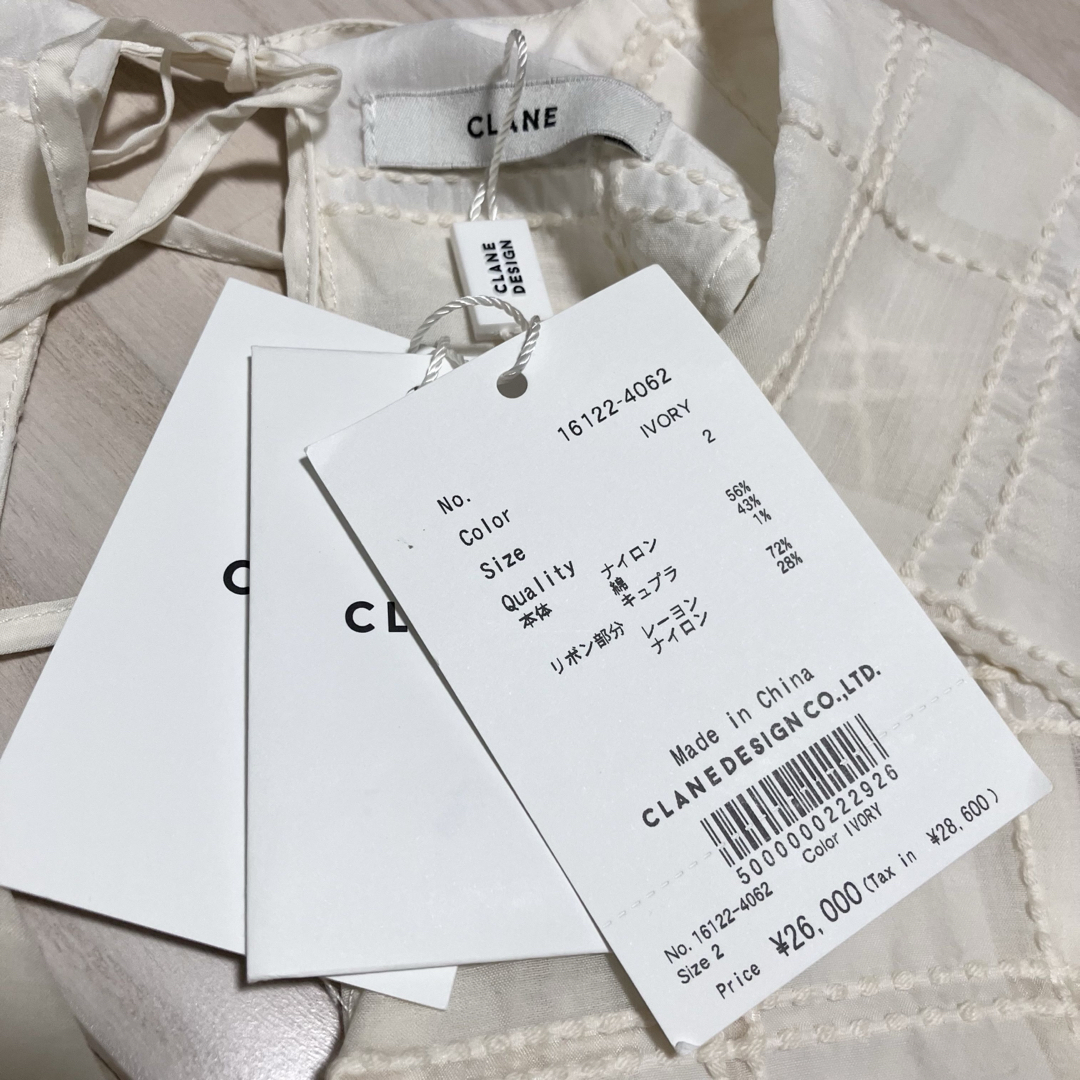 CLANE
CLANE
DESIGN
C
CL
No. 16122-4062
Color IVORY
Size 2
Quality
本体 ナイロン 56%
綿 43%
キュプラ 1%
リボン部分 レーヨン 72%
ナイロン 28%
Made in China
CLANE DESIGN CO.,LTD.
5000000222926
No. 16122-4062 Color IVORY
Size 2
Price ¥26,000 (Tax in ¥28,600)